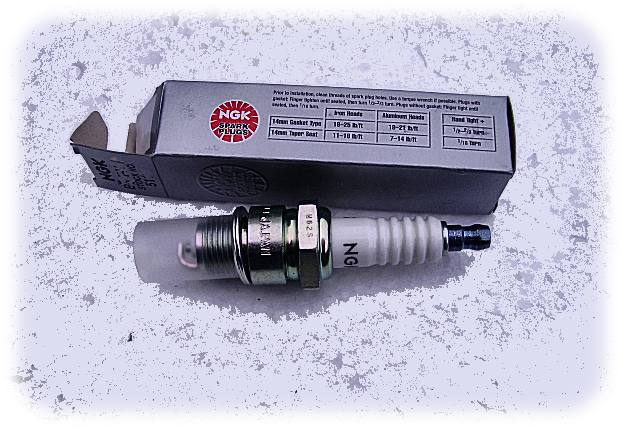 Prior to installation, clean threads of spark plug holes. Use a torque wrench if possible. Plugs with
gasket: Finger tighten until seated, then turn 1/2-2/3 turn. Plugs without gasket: Finger tight until
seated, then 1/16 turn.
Iron Heads Aluminum Heads Hand Tight +
14mm Gasket Type 18-25 lb/ft 18-21 lb/ft 1/2-2/3 turn
14mm Taper Seat 11-18 lb/ft 7-14 lb/ft 1/16 Turn
NGK
SPARK
PLUGS
NGK
JAPAN
M62S
NG